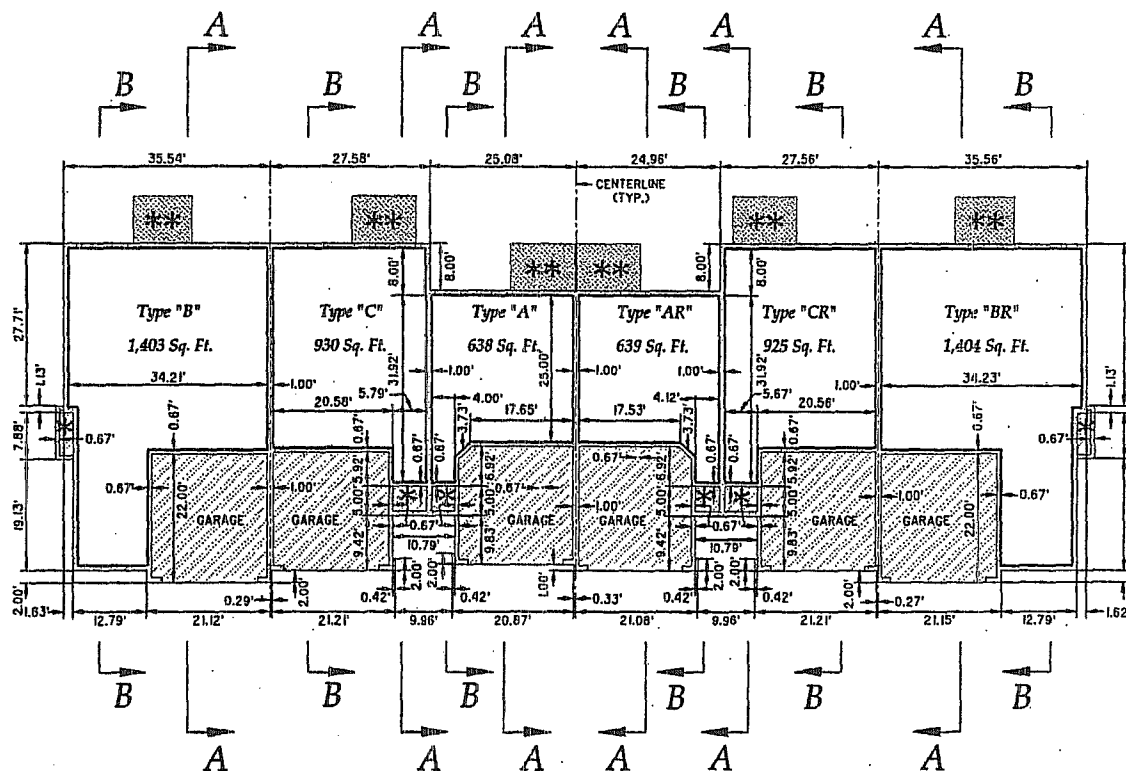 A A A A A A
B B B B B B
35.54' 27.58' 25.08' 24.96' 27.56' 35.56'
CENTERLINE
(TYP.)
** ** ** ** ** **
8.00' 8.00' 8.00' 8.00'
Type "B" Type "C" Type "A" Type "AR" Type "CR" Type "BR"
1,403 Sq. Ft. 930 Sq. Ft. 638 Sq. Ft. 639 Sq. Ft. 925 Sq. Ft. 1,404 Sq. Ft.
27.71' 31.92' 25.00' 31.92'
34.21' 1.00' 1.00' 1.00' 1.00' 1.00' 34.23'
1.13' 5.79' 4.00' 4.12' 5.67' 1.13'
20.58' 17.65' 17.53' 20.56'
3.73' 3.73'
7.88' 0.67' 0.67' 0.67' 0.67' 0.67' 0.67' 0.67' 0.67' 0.67' 0.67'
* * * * * *
0.67' 22.00' 1.00' 5.92' 0.67' 6.92' 0.67' 6.92' 5.92' 1.00' 22.00' 0.67'
19.13' 5.00' 5.00' 1.00' 5.00' 5.00'
GARAGE GARAGE GARAGE GARAGE GARAGE GARAGE
0.67' 0.67'
9.42' 10.79' 9.83' 9.42' 10.79' 9.83'
2.00' 2.00' 2.00' 2.00' 1.00' 2.00' 2.00' 2.00'
1.63' 0.29' 0.42' 0.42' 0.33' 0.42' 0.42' 0.27' 1.62'
12.79' 21.12' 21.21' 9.96' 20.87' 21.08' 9.96' 21.21' 21.15' 12.79'
B B B B B B
A A A A A A